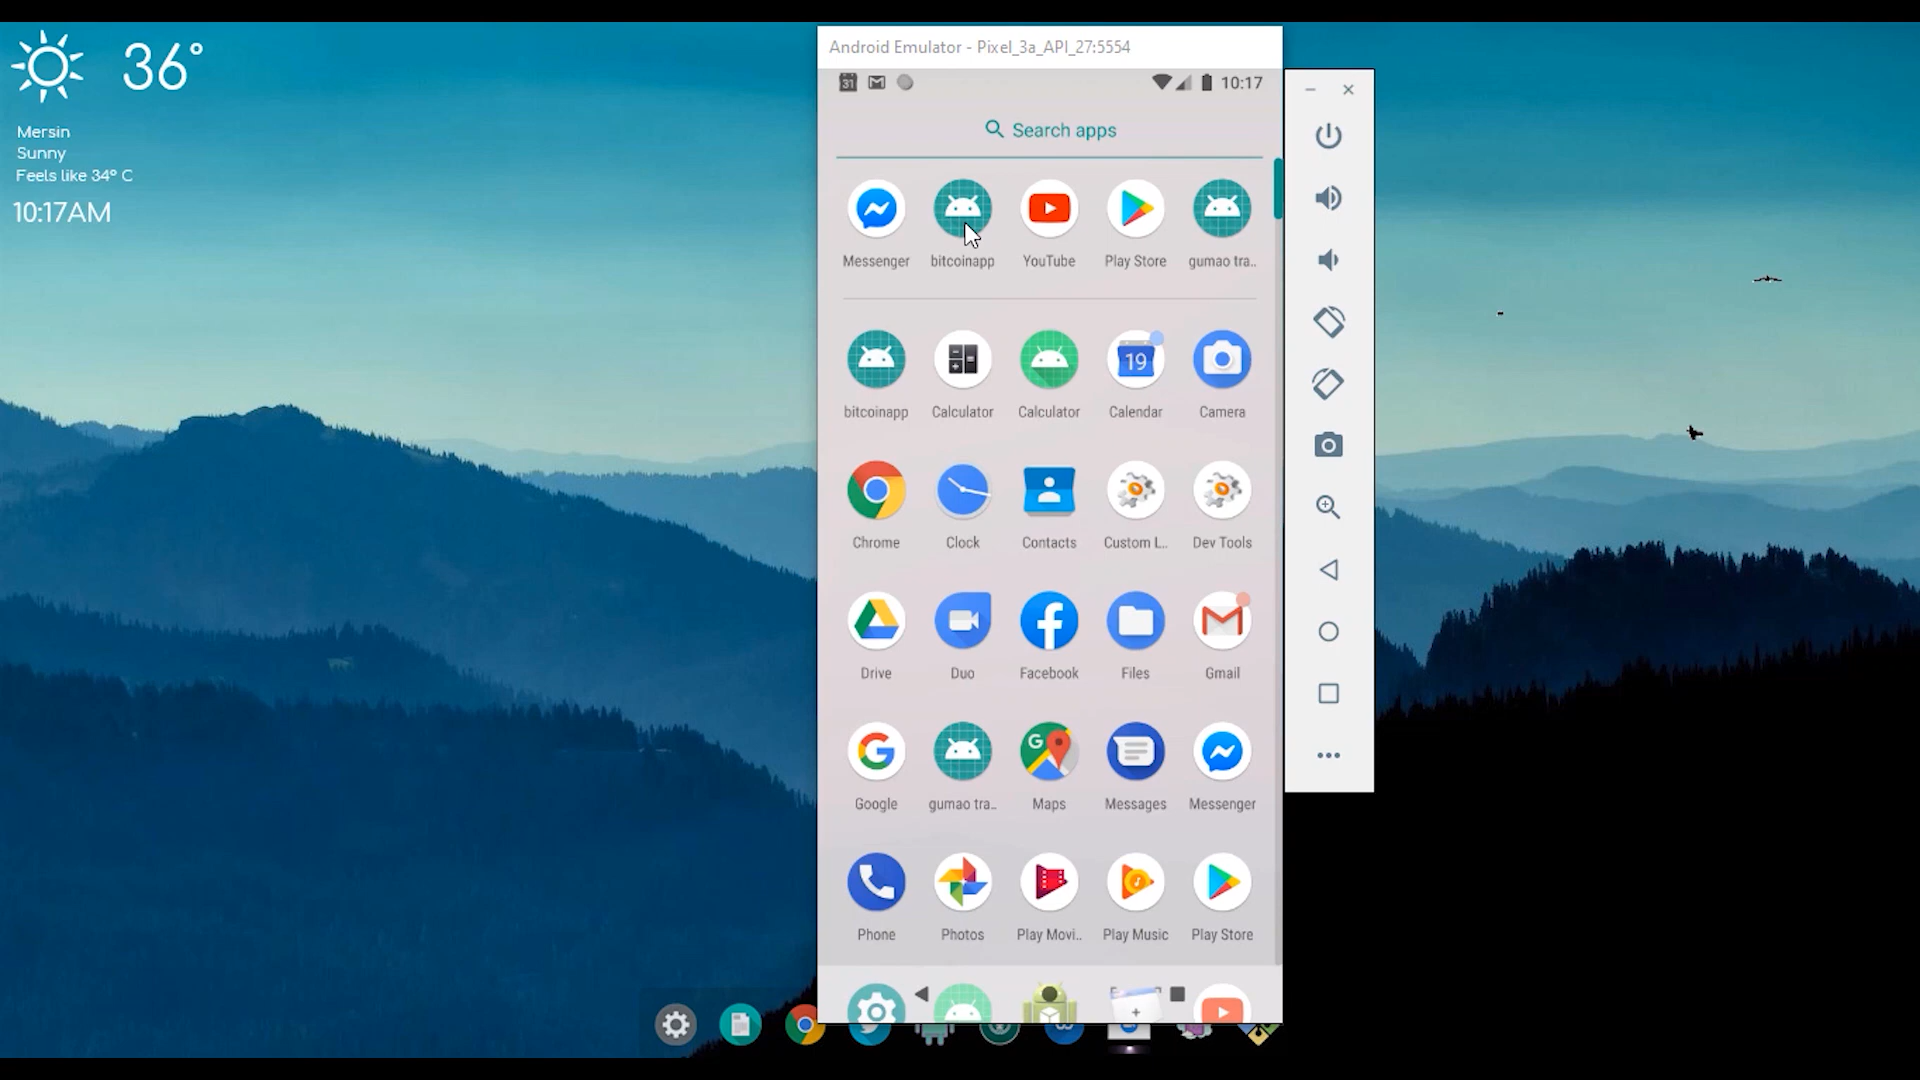 36°
Mersin
Sunny
Feels like 34° C
10:17AM
Android Emulator - Pixel_3a_API_27:5554
31
10:17
Search apps
Messenger
bitcoinapp
YouTube
Play Store
gumao tra..
19
bitcoinapp
Calculator
Calculator
Calendar
Camera
Chrome
Clock
Contacts
Custom L..
Dev Tools
Drive
Duo
Facebook
Files
Gmail
G
Google
gumao tra..
Maps
Messages
Messenger
Phone
Photos
Play Movi..
Play Music
Play Store